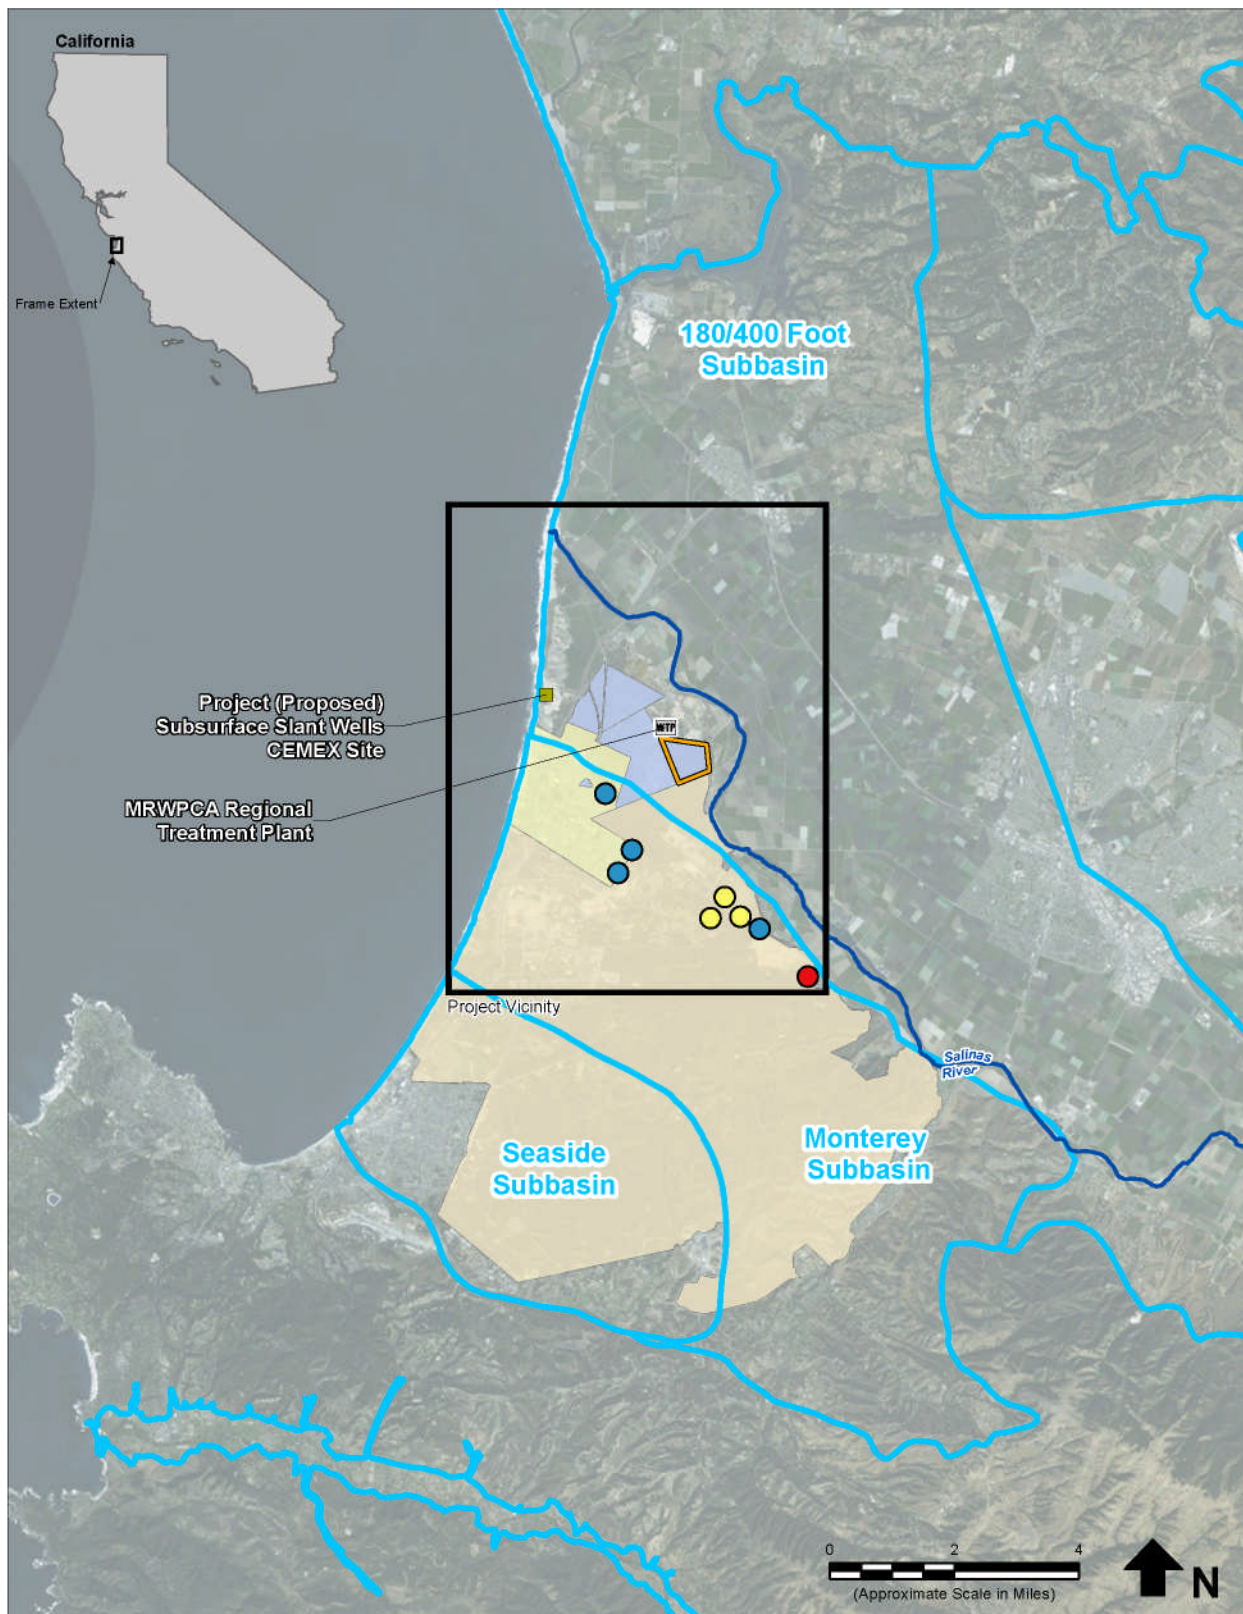 California
Frame Extent
180/400 Foot
Subbasin
Project (Proposed)
Subsurface Slant Wells
CEMEX Site
WTP
MRWPCA Regional
Treatment Plant
Project Vicinity
Salinas
River
Seaside
Subbasin
Monterey
Subbasin
0 2 4
(Approximate Scale in Miles)
N